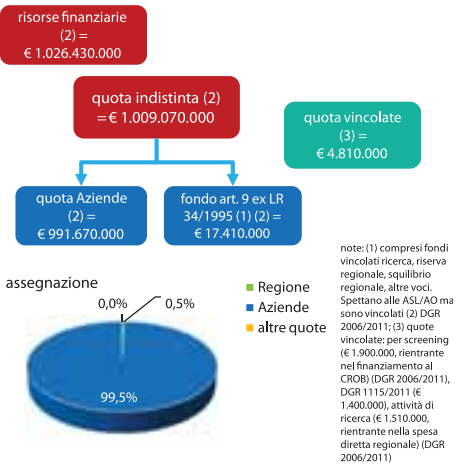 risorse finanziarie
(2) =
€ 1.026.430.000
quota indistinta (2)
= € 1.009.070.000
quota vincolate
(3) =
€ 4.810.000
quota Aziende
(2) =
€ 991.670.000
fondo art. 9 ex LR
34/1995 (1) (2) =
€ 17.410.000
assegnazione
0,0%
0,5%
99,5%
Regione
Aziende
altre quote
note: (1) compresi fondi
vincolati ricerca, riserva
regionale, squilibrio
regionale, altre voci.
Spettano alle ASL/AO ma
sono vincolati (2) DGR
2006/2011; (3) quote
vincolate: per screening
(€ 1.900.000, rientrante
nel finanziamento al
CROB) (DGR 2006/2011),
DGR 1115/2011 (€
1.400.000), attività di
ricerca (€ 1.510.000,
rientrante nella spesa
diretta regionale) (DGR
2006/2011)